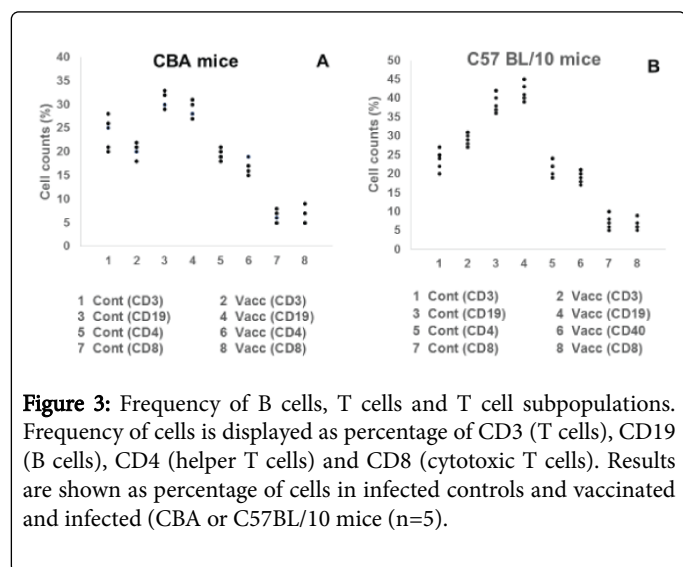 CBA mice
A
Cell counts (%)
40
35
30
25
20
15
10
5
0
1 2 3 4 5 6 7 8
1 Cont (CD3) 2 Vacc (CD3)
3 Cont (CD19) 4 Vacc (CD19)
5 Cont (CD4) 6 Vacc (CD4)
7 Cont (CD8) 8 Vacc (CD8)
C57 BL/10 mice
B
Cell counts (%)
50
45
40
35
30
25
20
15
10
5
0
1 2 3 4 5 6 7 8
1 Cont (CD3) 2 Vacc (CD3)
3 Cont (CD19) 4 Vacc (CD19)
5 Cont (CD4) 6 Vacc (CD40
7 Cont (CD8) 8 Vacc (CD8)
Figure 3: Frequency of B cells, T cells and T cell subpopulations.
Frequency of cells is displayed as percentage of CD3 (T cells), CD19
(B cells), CD4 (helper T cells) and CD8 (cytotoxic T cells). Results
are shown as percentage of cells in infected controls and vaccinated
and infected (CBA or C57BL/10 mice (n=5).